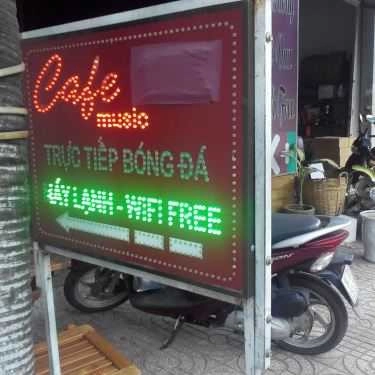 Cafe
music
TRỰC TIẾP BÓNG ĐÁ
MÁY LẠNH - WIFI FREE